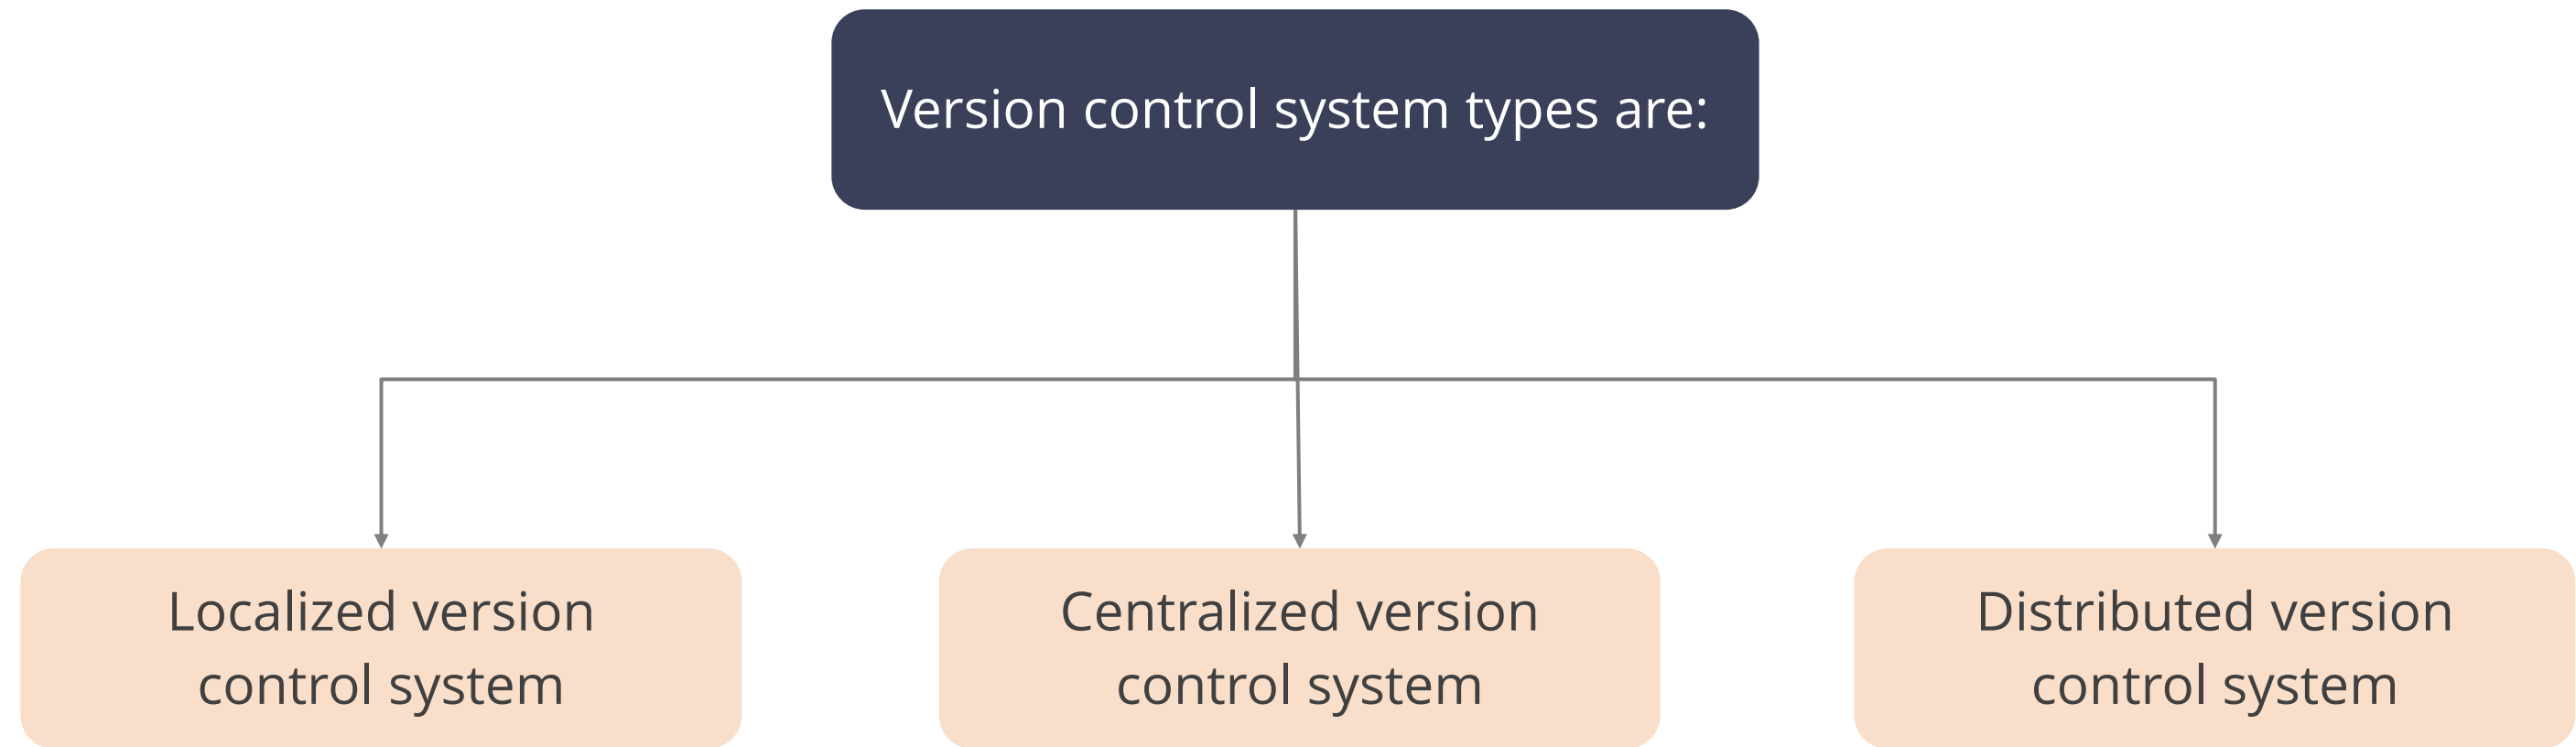 Version control system types are:
Localized version
control system
Centralized version
control system
Distributed version
control system